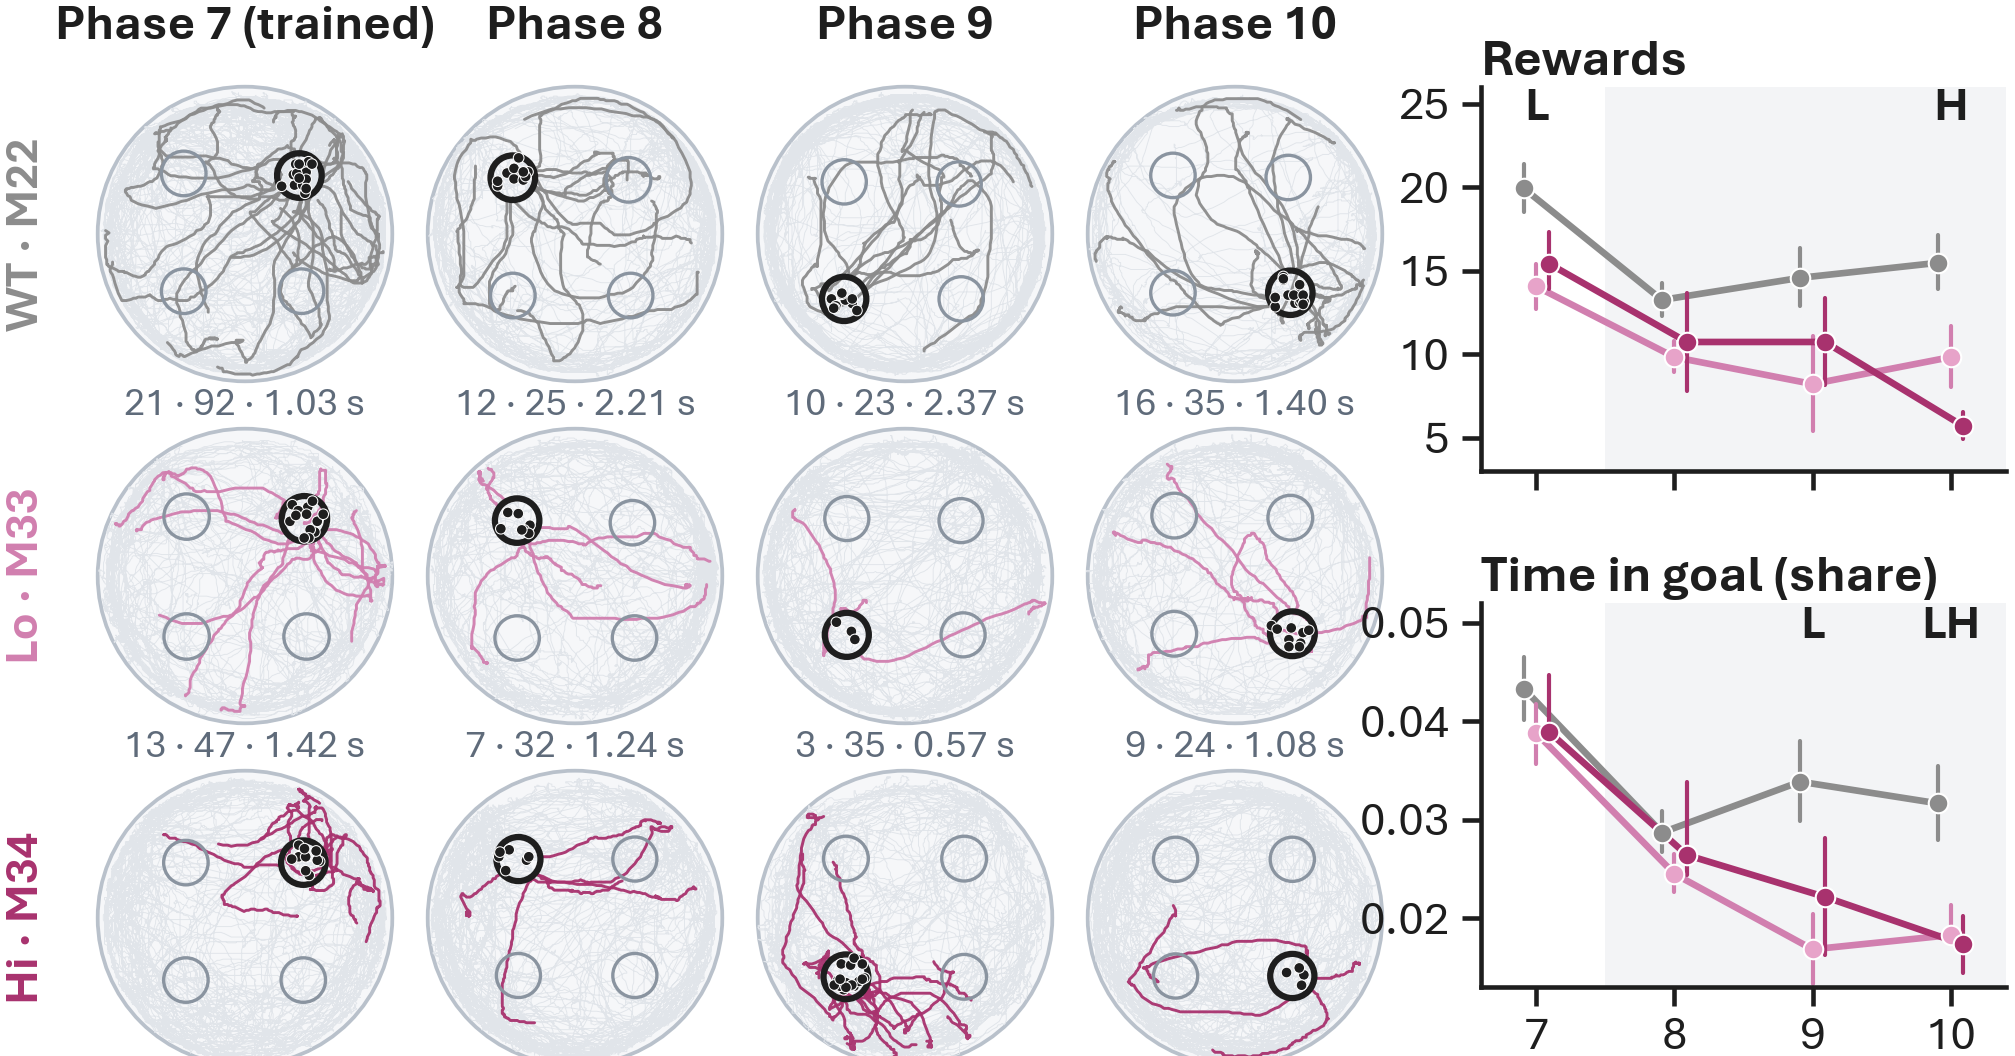 Phase 7 (trained) Phase 8 Phase 9 Phase 10
WT · M22
21 · 92 · 1.03 s 12 · 25 · 2.21 s 10 · 23 · 2.37 s 16 · 35 · 1.40 s
Lo · M33
13 · 47 · 1.42 s 7 · 32 · 1.24 s 3 · 35 · 0.57 s 9 · 24 · 1.08 s
Hi · M34
Rewards
L H
25
20
15
10
5
Time in goal (share)
L LH
0.05
0.04
0.03
0.02
7 8 9 10